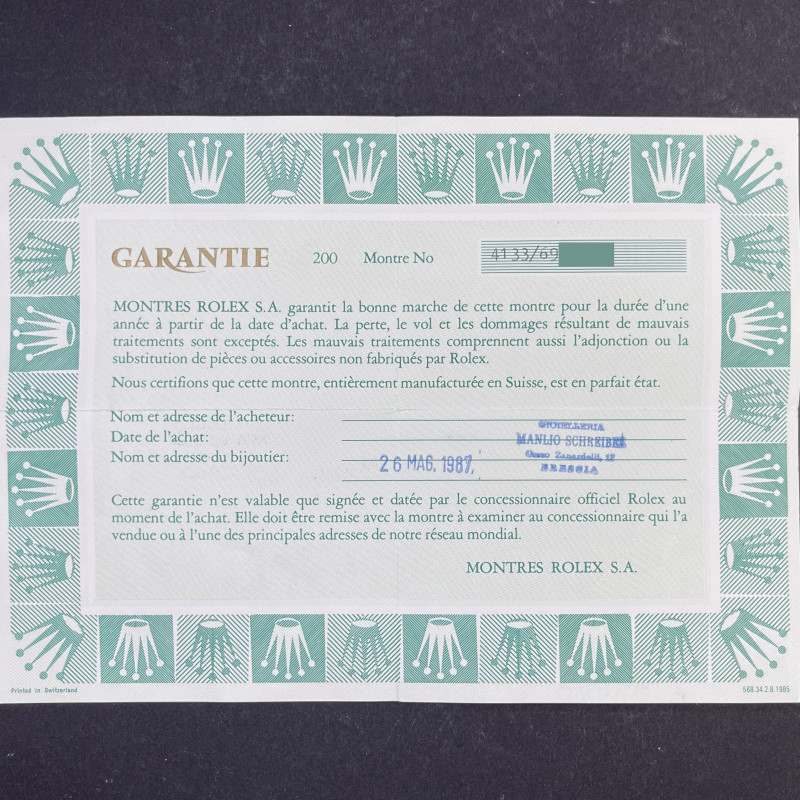 GARANTIE 200 Montre No 4133/69
MONTRES ROLEX S.A. garantit la bonne marche de cette montre pour la durée d'une
année à partir de la date d'achat. La perte, le vol et les dommages résultant de mauvais
traitements sont exceptés. Les mauvais traitements comprennent aussi l'adjonction ou la
substitution de pièces ou accessoires non fabriqués par Rolex.
Nous certifions que cette montre, entièrement manufacturée en Suisse, est en parfait état.
Nom et adresse de l'acheteur:
Date de l'achat:
Nom et adresse du bijoutier:
26 MAG. 1987,
GIOIELLERIA
MANLIO SCHREIBER
Corso Zanardelli, 17
BRESCIA
Cette garantie n'est valable que signée et datée par le concessionnaire officiel Rolex au
moment de l'achat. Elle doit être remise avec la montre à examiner au concessionnaire qui l'a
vendue ou à l'une des principales adresses de notre réseau mondial.
MONTRES ROLEX S.A.
Printed in Switzerland
568.34.2.8.1985